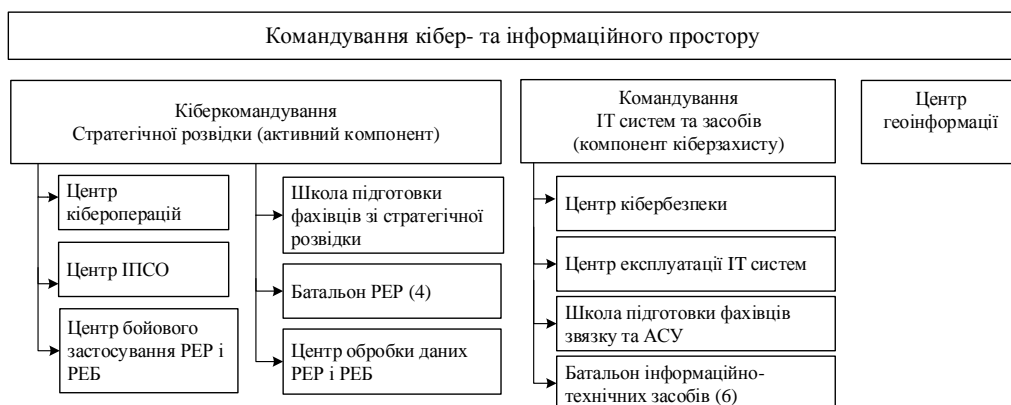 Командування кібер- та інформаційного простору
Кіберкомандування
Стратегічної розвідки (активний компонент)
Центр
кібероперацій
Центр ІПСО
Центр бойового
застосування РЕР і
РЕБ
Школа підготовки
фахівців зі стратегічної
розвідки
Батальон РЕР (4)
Центр обробки даних
РЕР і РЕБ
Командування
ІТ систем та засобів
(компонент кіберзахисту)
Центр кібербезпеки
Центр експлуатації ІТ систем
Школа підготовки фахівців
звязку та АСУ
Батальон інформаційно-
технічних засобів (6)
Центр
геоінформації